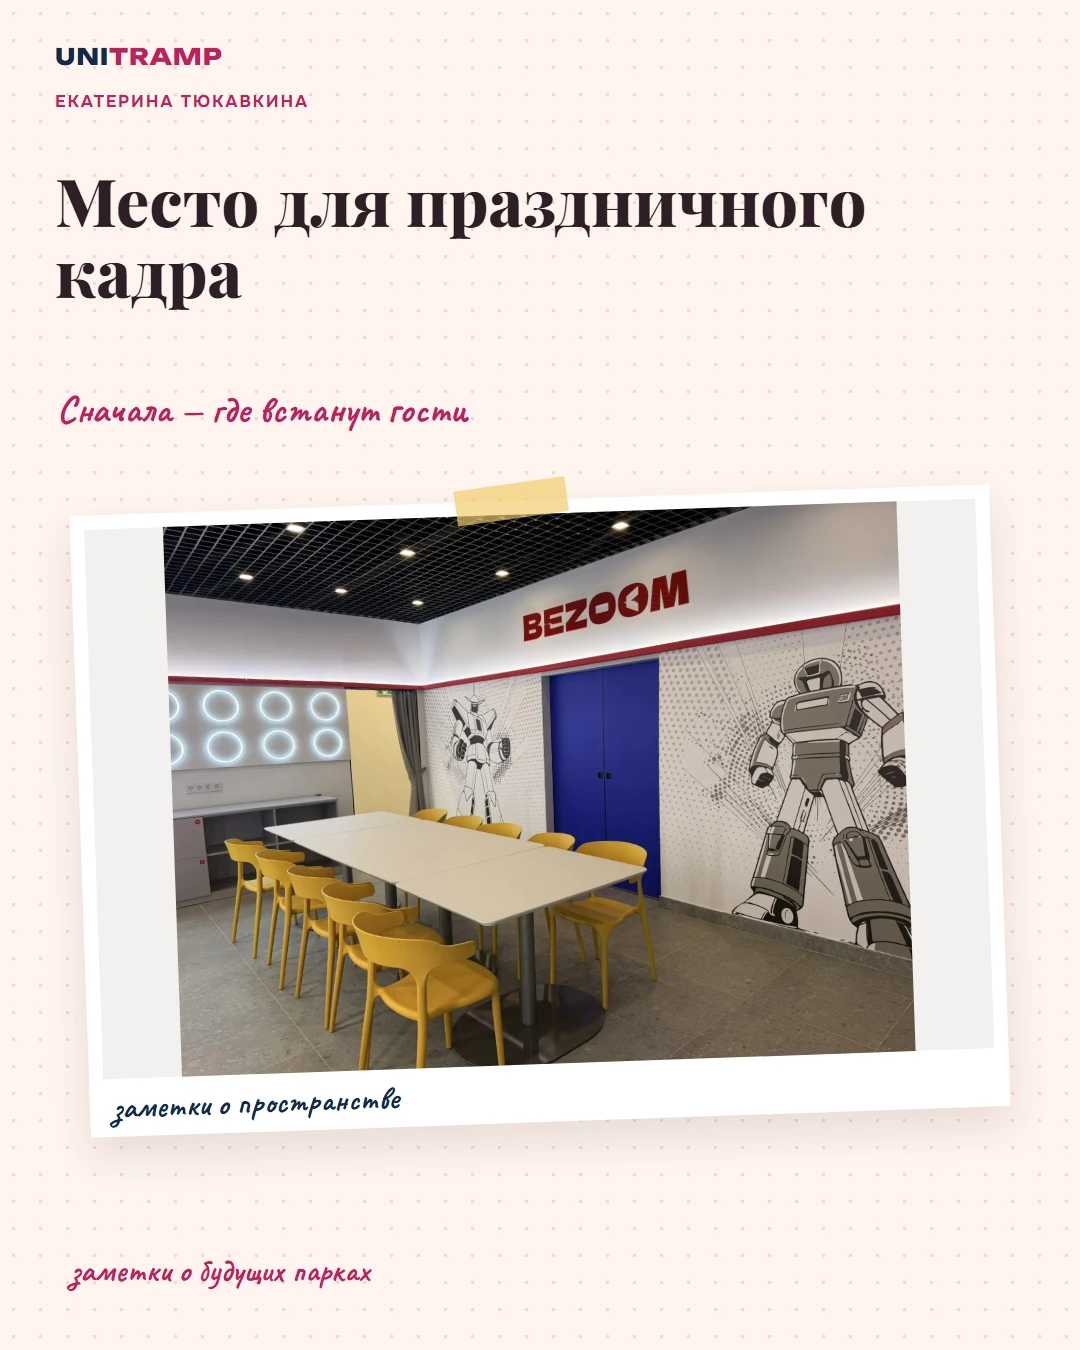 UNITRAMP
ЕКАТЕРИНА ТЮКАВКИНА
Место для праздничного
кадра
Сначала — где встанут гости
BEZOOM
заметки о пространстве
заметки о будущих парках